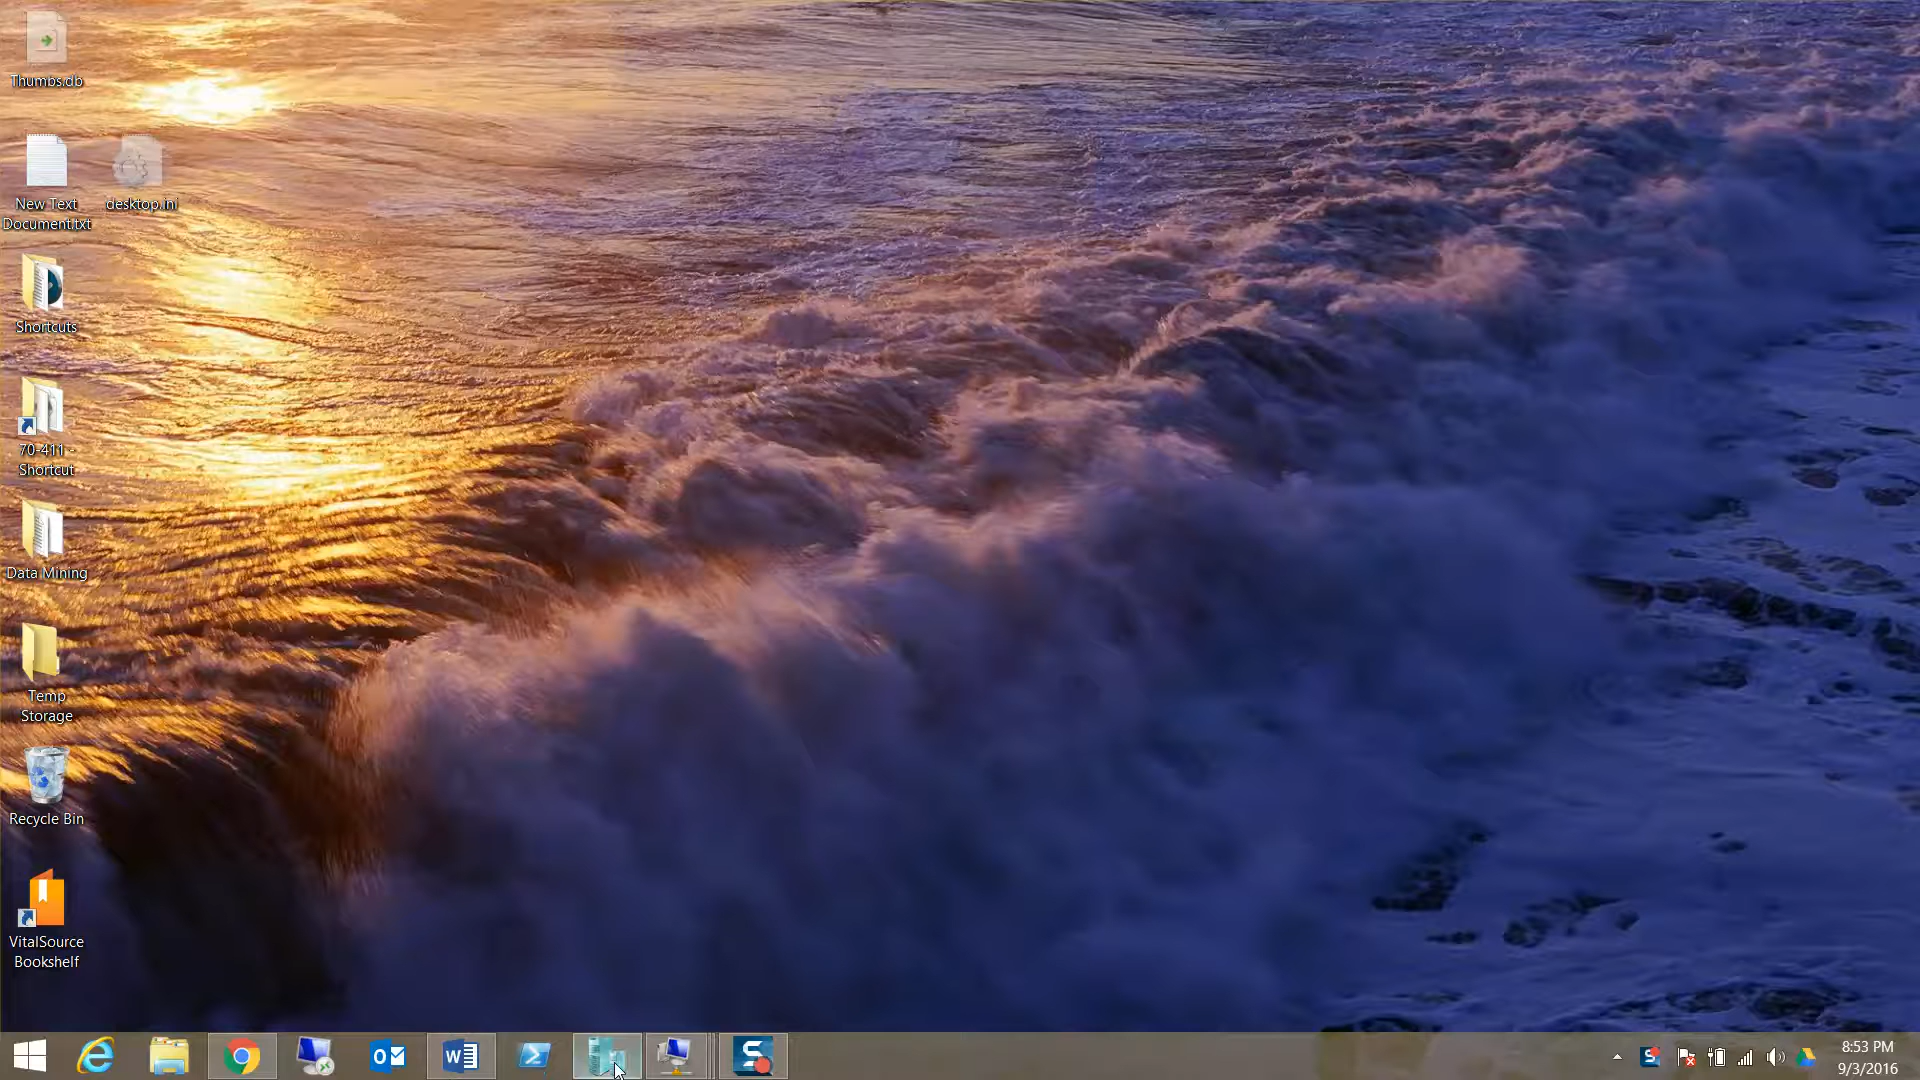 Thumbs.db
New Text
Document.txt
desktop.ini
Shortcuts
70-411 -
Shortcut
Data Mining
Temp
Storage
Recycle Bin
VitalSource
Bookshelf
8:53 PM
9/3/2016